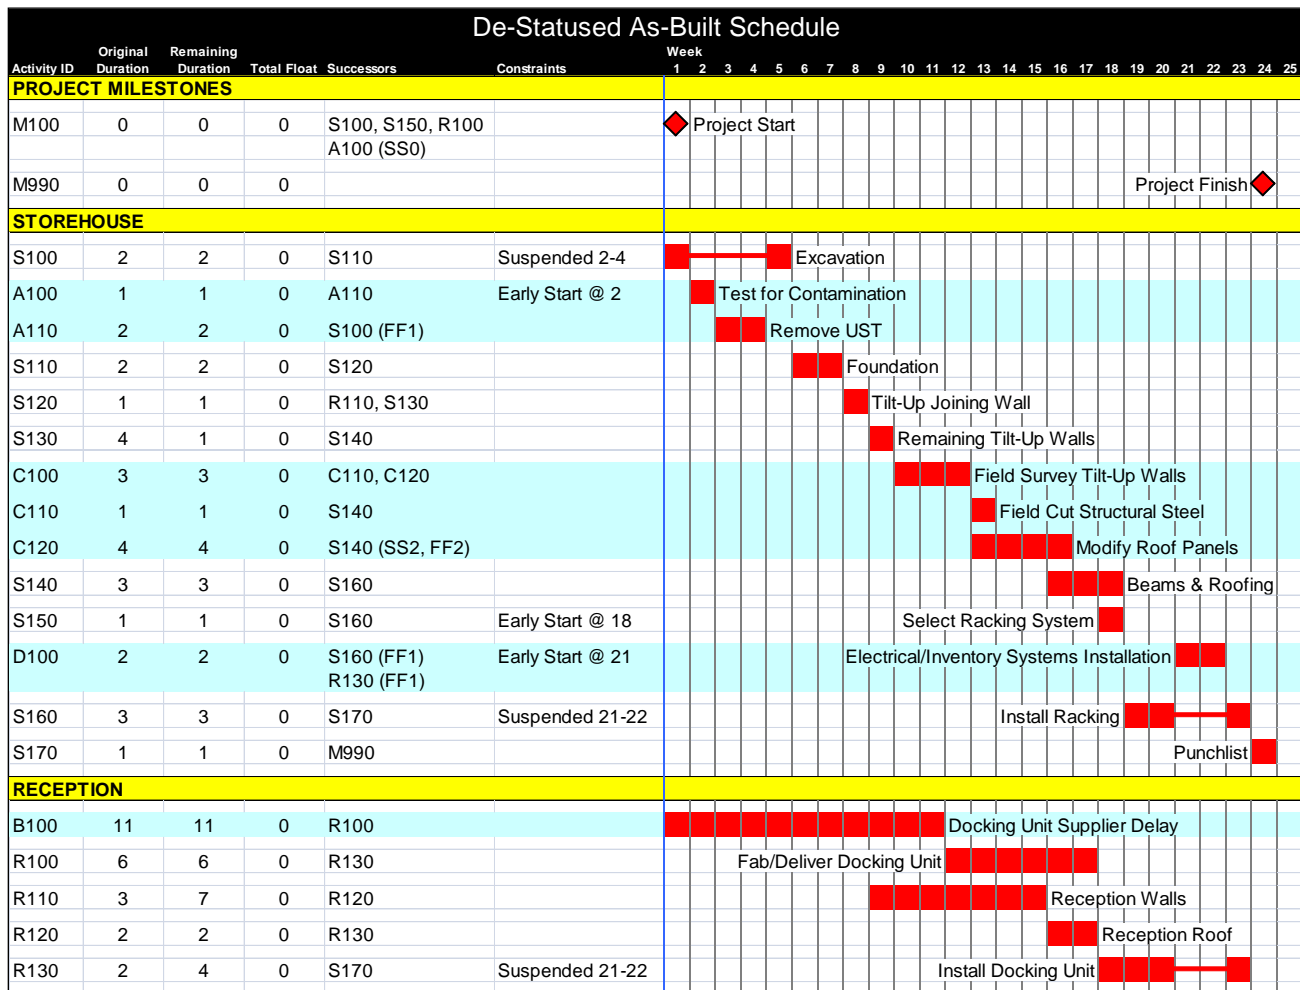 De-Statused As-Built Schedule
Original Remaining Week
Activity ID Duration Duration Total Float Successors Constraints 1 2 3 4 5 6 7 8 9 10 11 12 13 14 15 16 17 18 19 20 21 22 23 24 25
PROJECT MILESTONES
M100 0 0 0 S100, S150, R100 Project Start
A100 (SS0)
M990 0 0 0 Project Finish
STOREHOUSE
S100 2 2 0 S110 Suspended 2-4 Excavation
A100 1 1 0 A110 Early Start @ 2 Test for Contamination
A110 2 2 0 S100 (FF1) Remove UST
S110 2 2 0 S120 Foundation
S120 1 1 0 R110, S130 Tilt-Up Joining Wall
S130 4 1 0 S140 Remaining Tilt-Up Walls
C100 3 3 0 C110, C120 Field Survey Tilt-Up Walls
C110 1 1 0 S140 Field Cut Structural Steel
C120 4 4 0 S140 (SS2, FF2) Modify Roof Panels
S140 3 3 0 S160 Beams & Roofing
S150 1 1 0 S160 Early Start @ 18 Select Racking System
D100 2 2 0 S160 (FF1) Early Start @ 21 Electrical/Inventory Systems Installation
R130 (FF1)
S160 3 3 0 S170 Suspended 21-22 Install Racking
S170 1 1 0 M990 Punchlist
RECEPTION
B100 11 11 0 R100 Docking Unit Supplier Delay
R100 6 6 0 R130 Fab/Deliver Docking Unit
R110 3 7 0 R120 Reception Walls
R120 2 2 0 R130 Reception Roof
R130 2 4 0 S170 Suspended 21-22 Install Docking Unit